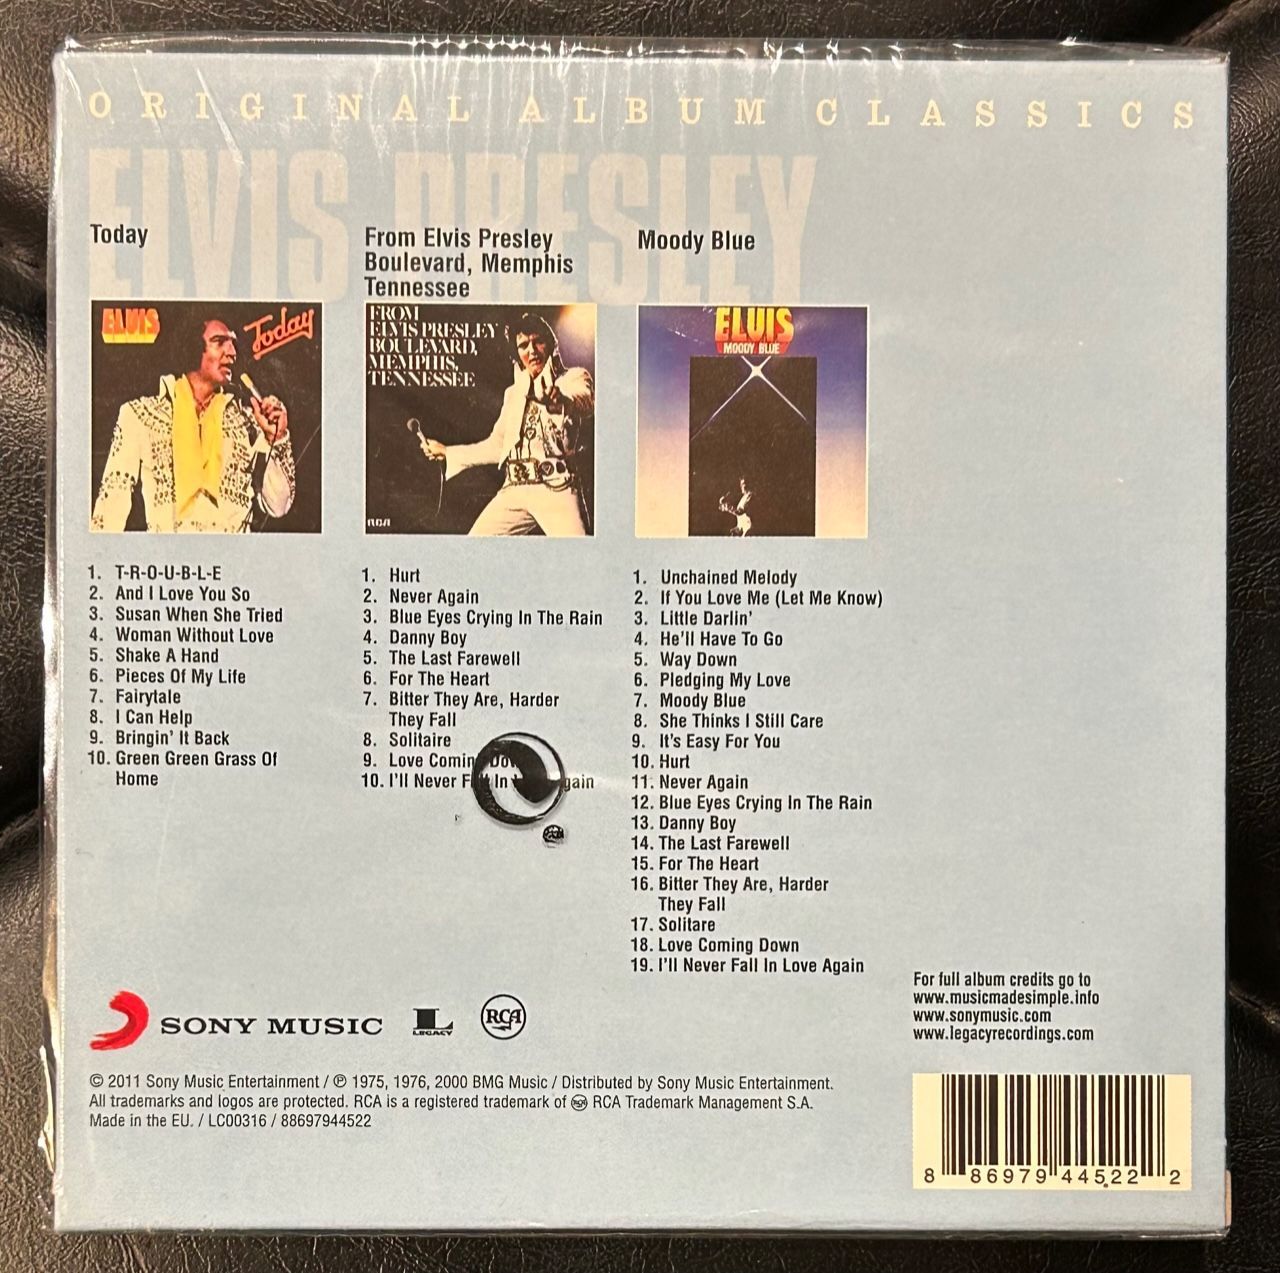 ORIGINAL ALBUM CLASSICS
ELVIS PRESLEY
Today
ELVIS
Today
1. T-R-O-U-B-L-E
2. And I Love You So
3. Susan When She Tried
4. Woman Without Love
5. Shake A Hand
6. Pieces Of My Life
7. Fairytale
8. I Can Help
9. Bringin' It Back
10. Green Green Grass Of
Home
From Elvis Presley
Boulevard, Memphis
Tennessee
FROM
ELVIS PRESLEY
BOULEVARD,
MEMPHIS,
TENNESSEE
RCA
1. Hurt
2. Never Again
3. Blue Eyes Crying In The Rain
4. Danny Boy
5. The Last Farewell
6. For The Heart
7. Bitter They Are, Harder
They Fall
8. Solitaire
9. Love Comin Do
10. I'll Never F In gain
Moody Blue
ELVIS
MOODY BLUE
1. Unchained Melody
2. If You Love Me (Let Me Know)
3. Little Darlin'
4. He'll Have To Go
5. Way Down
6. Pledging My Love
7. Moody Blue
8. She Thinks I Still Care
9. It's Easy For You
10. Hurt
11. Never Again
12. Blue Eyes Crying In The Rain
13. Danny Boy
14. The Last Farewell
15. For The Heart
16. Bitter They Are, Harder
They Fall
17. Solitare
18. Love Coming Down
19. I'll Never Fall In Love Again
For full album credits go to
www.musicmadesimple.info
www.sonymusic.com
www.legacyrecordings.com
SONY MUSIC
L LEGACY
RCA
© 2011 Sony Music Entertainment / ℗ 1975, 1976, 2000 BMG Music / Distributed by Sony Music Entertainment.
All trademarks and logos are protected. RCA is a registered trademark of RCA Trademark Management S.A.
Made in the EU. / LC00316 / 88697944522
8 86979 44522 2